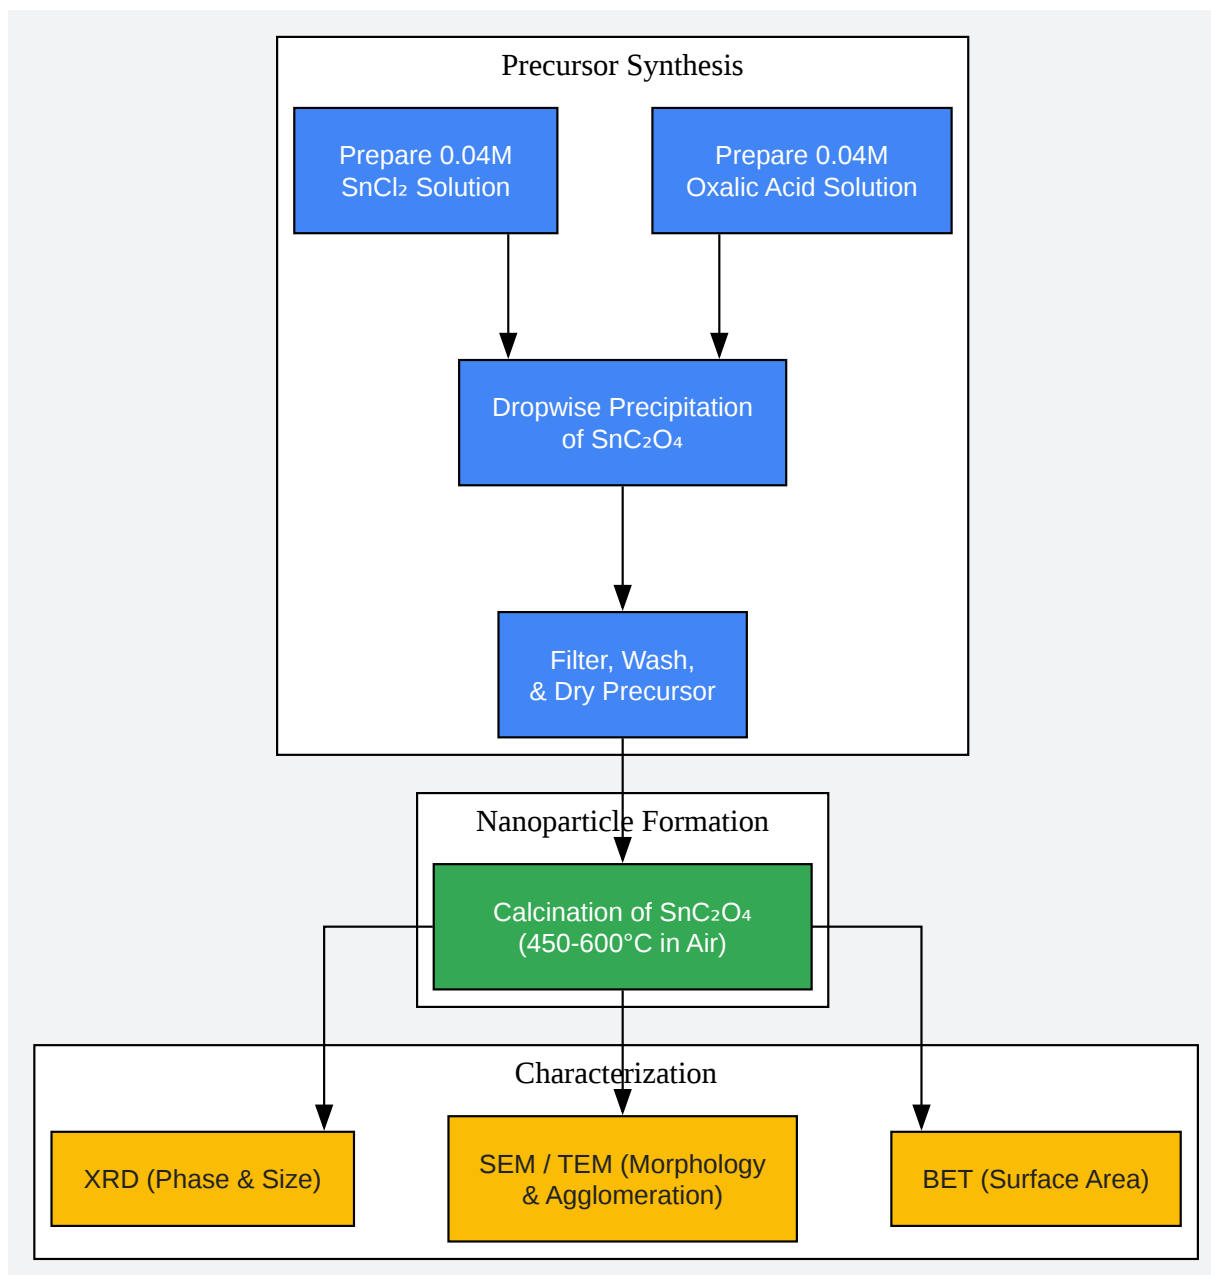 Precursor Synthesis
Prepare 0.04M
SnCl₂ Solution
Prepare 0.04M
Oxalic Acid Solution
Dropwise Precipitation
of SnC₂O₄
Filter, Wash,
& Dry Precursor
Nanoparticle Formation
Calcination of SnC₂O₄
(450-600°C in Air)
Characterization
XRD (Phase & Size)
SEM / TEM (Morphology
& Agglomeration)
BET (Surface Area)